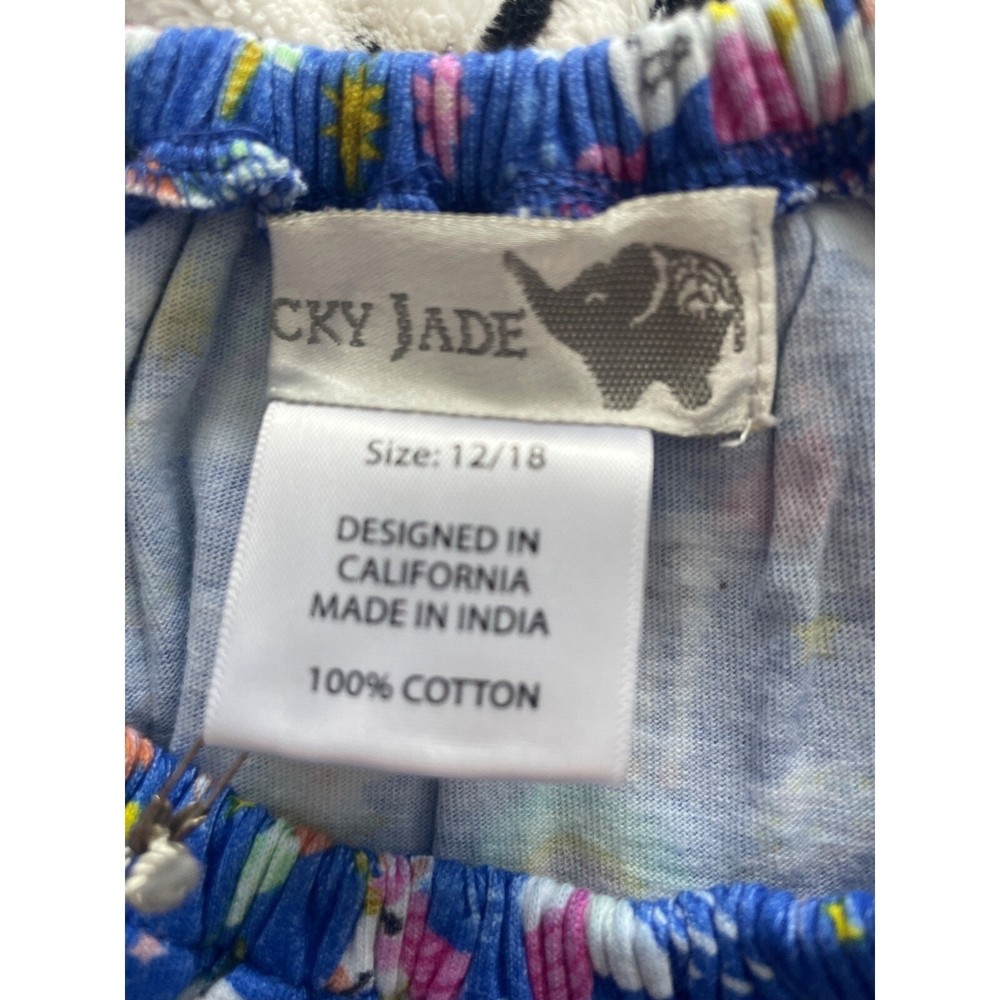 CKY JADE
Size: 12/18
DESIGNED IN
CALIFORNIA
MADE IN INDIA
100% COTTON